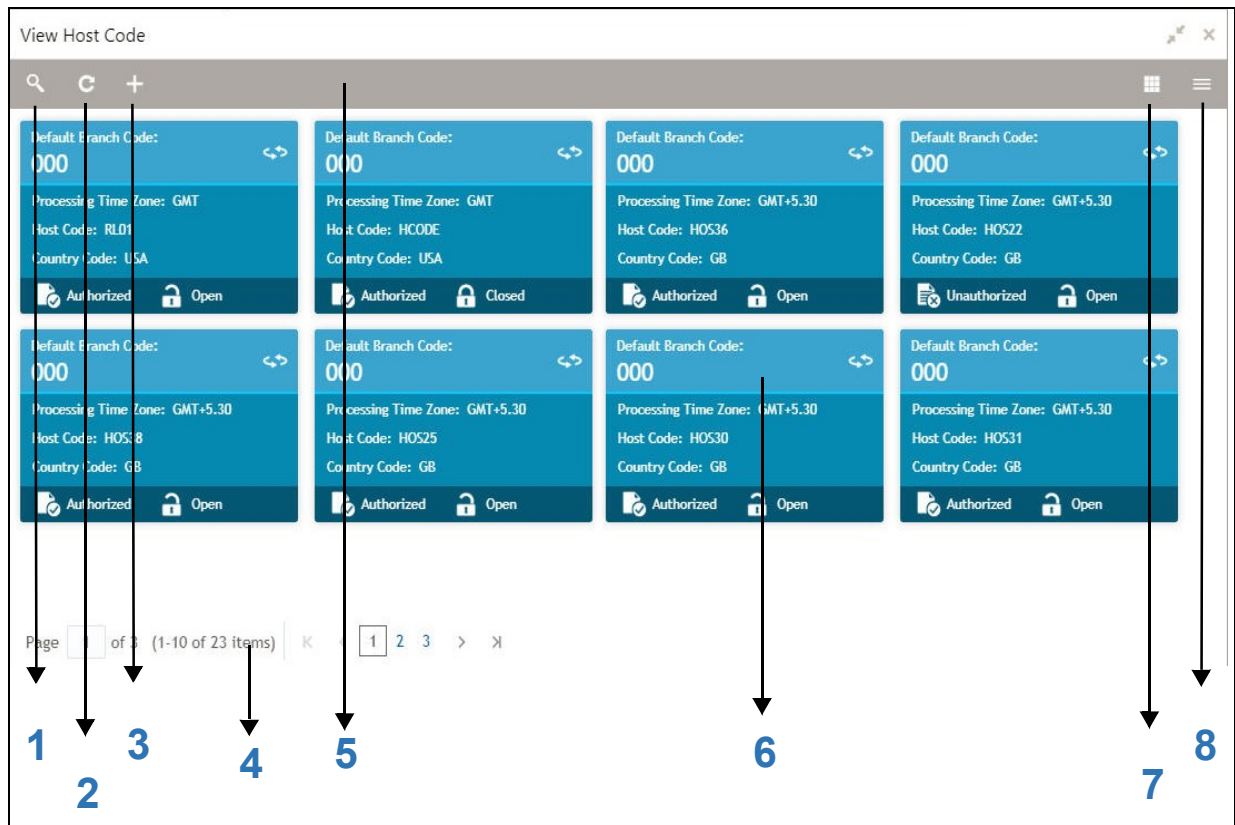 View Host Code
Default Branch Code: Default Branch Code: Default Branch Code: Default Branch Code:
000 000 000 000
Processing Time Zone: GMT Processing Time Zone: GMT Processing Time Zone: GMT+5.30 Processing Time Zone: GMT+5.30
Host Code: RL01 Host Code: HCODE Host Code: HOS36 Host Code: HOS22
Country Code: USA Country Code: USA Country Code: GB Country Code: GB
Authorized Open Authorized Closed Authorized Open Unauthorized Open
Default Branch Code: Default Branch Code: Default Branch Code: Default Branch Code:
000 000 000 000
Processing Time Zone: GMT+5.30 Processing Time Zone: GMT+5.30 Processing Time Zone: GMT+5.30 Processing Time Zone: GMT+5.30
Host Code: HOS38 Host Code: HOS25 Host Code: HOS30 Host Code: HOS31
Country Code: GB Country Code: GB Country Code: GB Country Code: GB
Authorized Open Authorized Open Authorized Open Authorized Open
Page 1 of 3 (1-10 of 23 items) 1 2 3
1 2 3 4 5 6 7 8